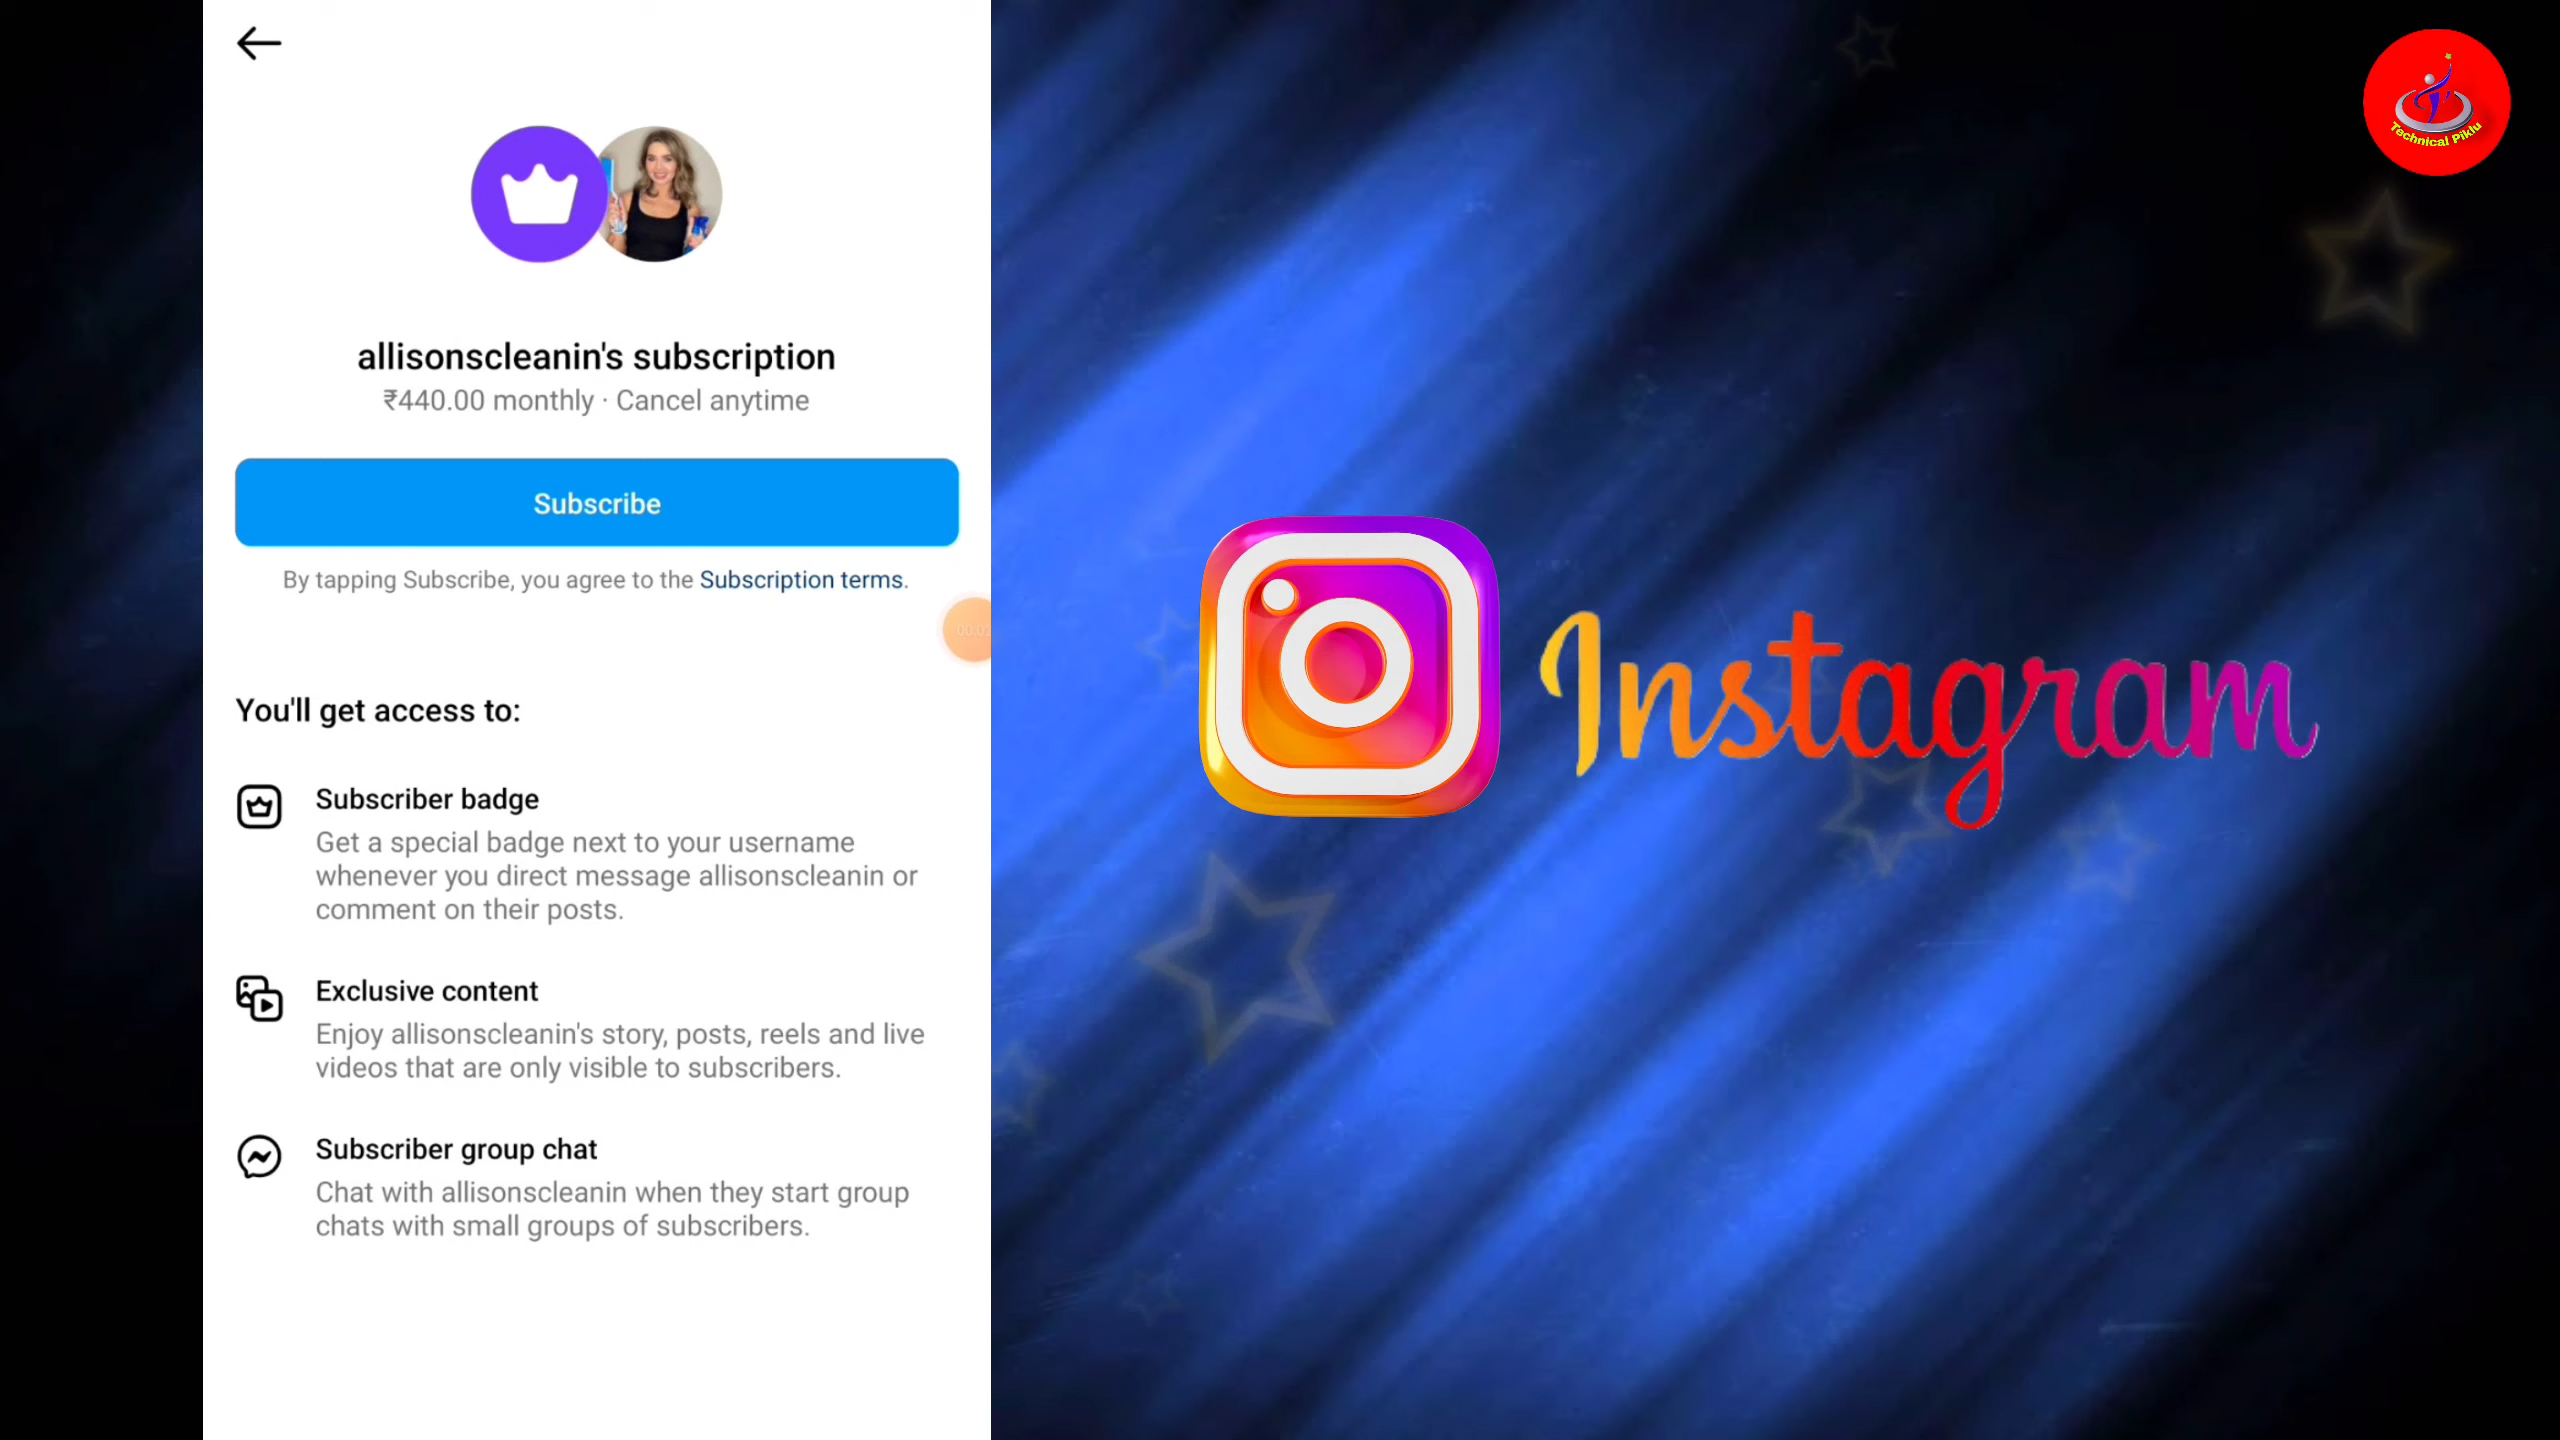 allisonscleanin's subscription
₹440.00 monthly · Cancel anytime
Subscribe
By tapping Subscribe, you agree to the Subscription terms.
You'll get access to:
Subscriber badge
Get a special badge next to your username
whenever you direct message allisonscleanin or
comment on their posts.
Exclusive content
Enjoy allisonscleanin's story, posts, reels and live
videos that are only visible to subscribers.
Subscriber group chat
Chat with allisonscleanin when they start group
chats with small groups of subscribers.
Instagram
Technical Piklu